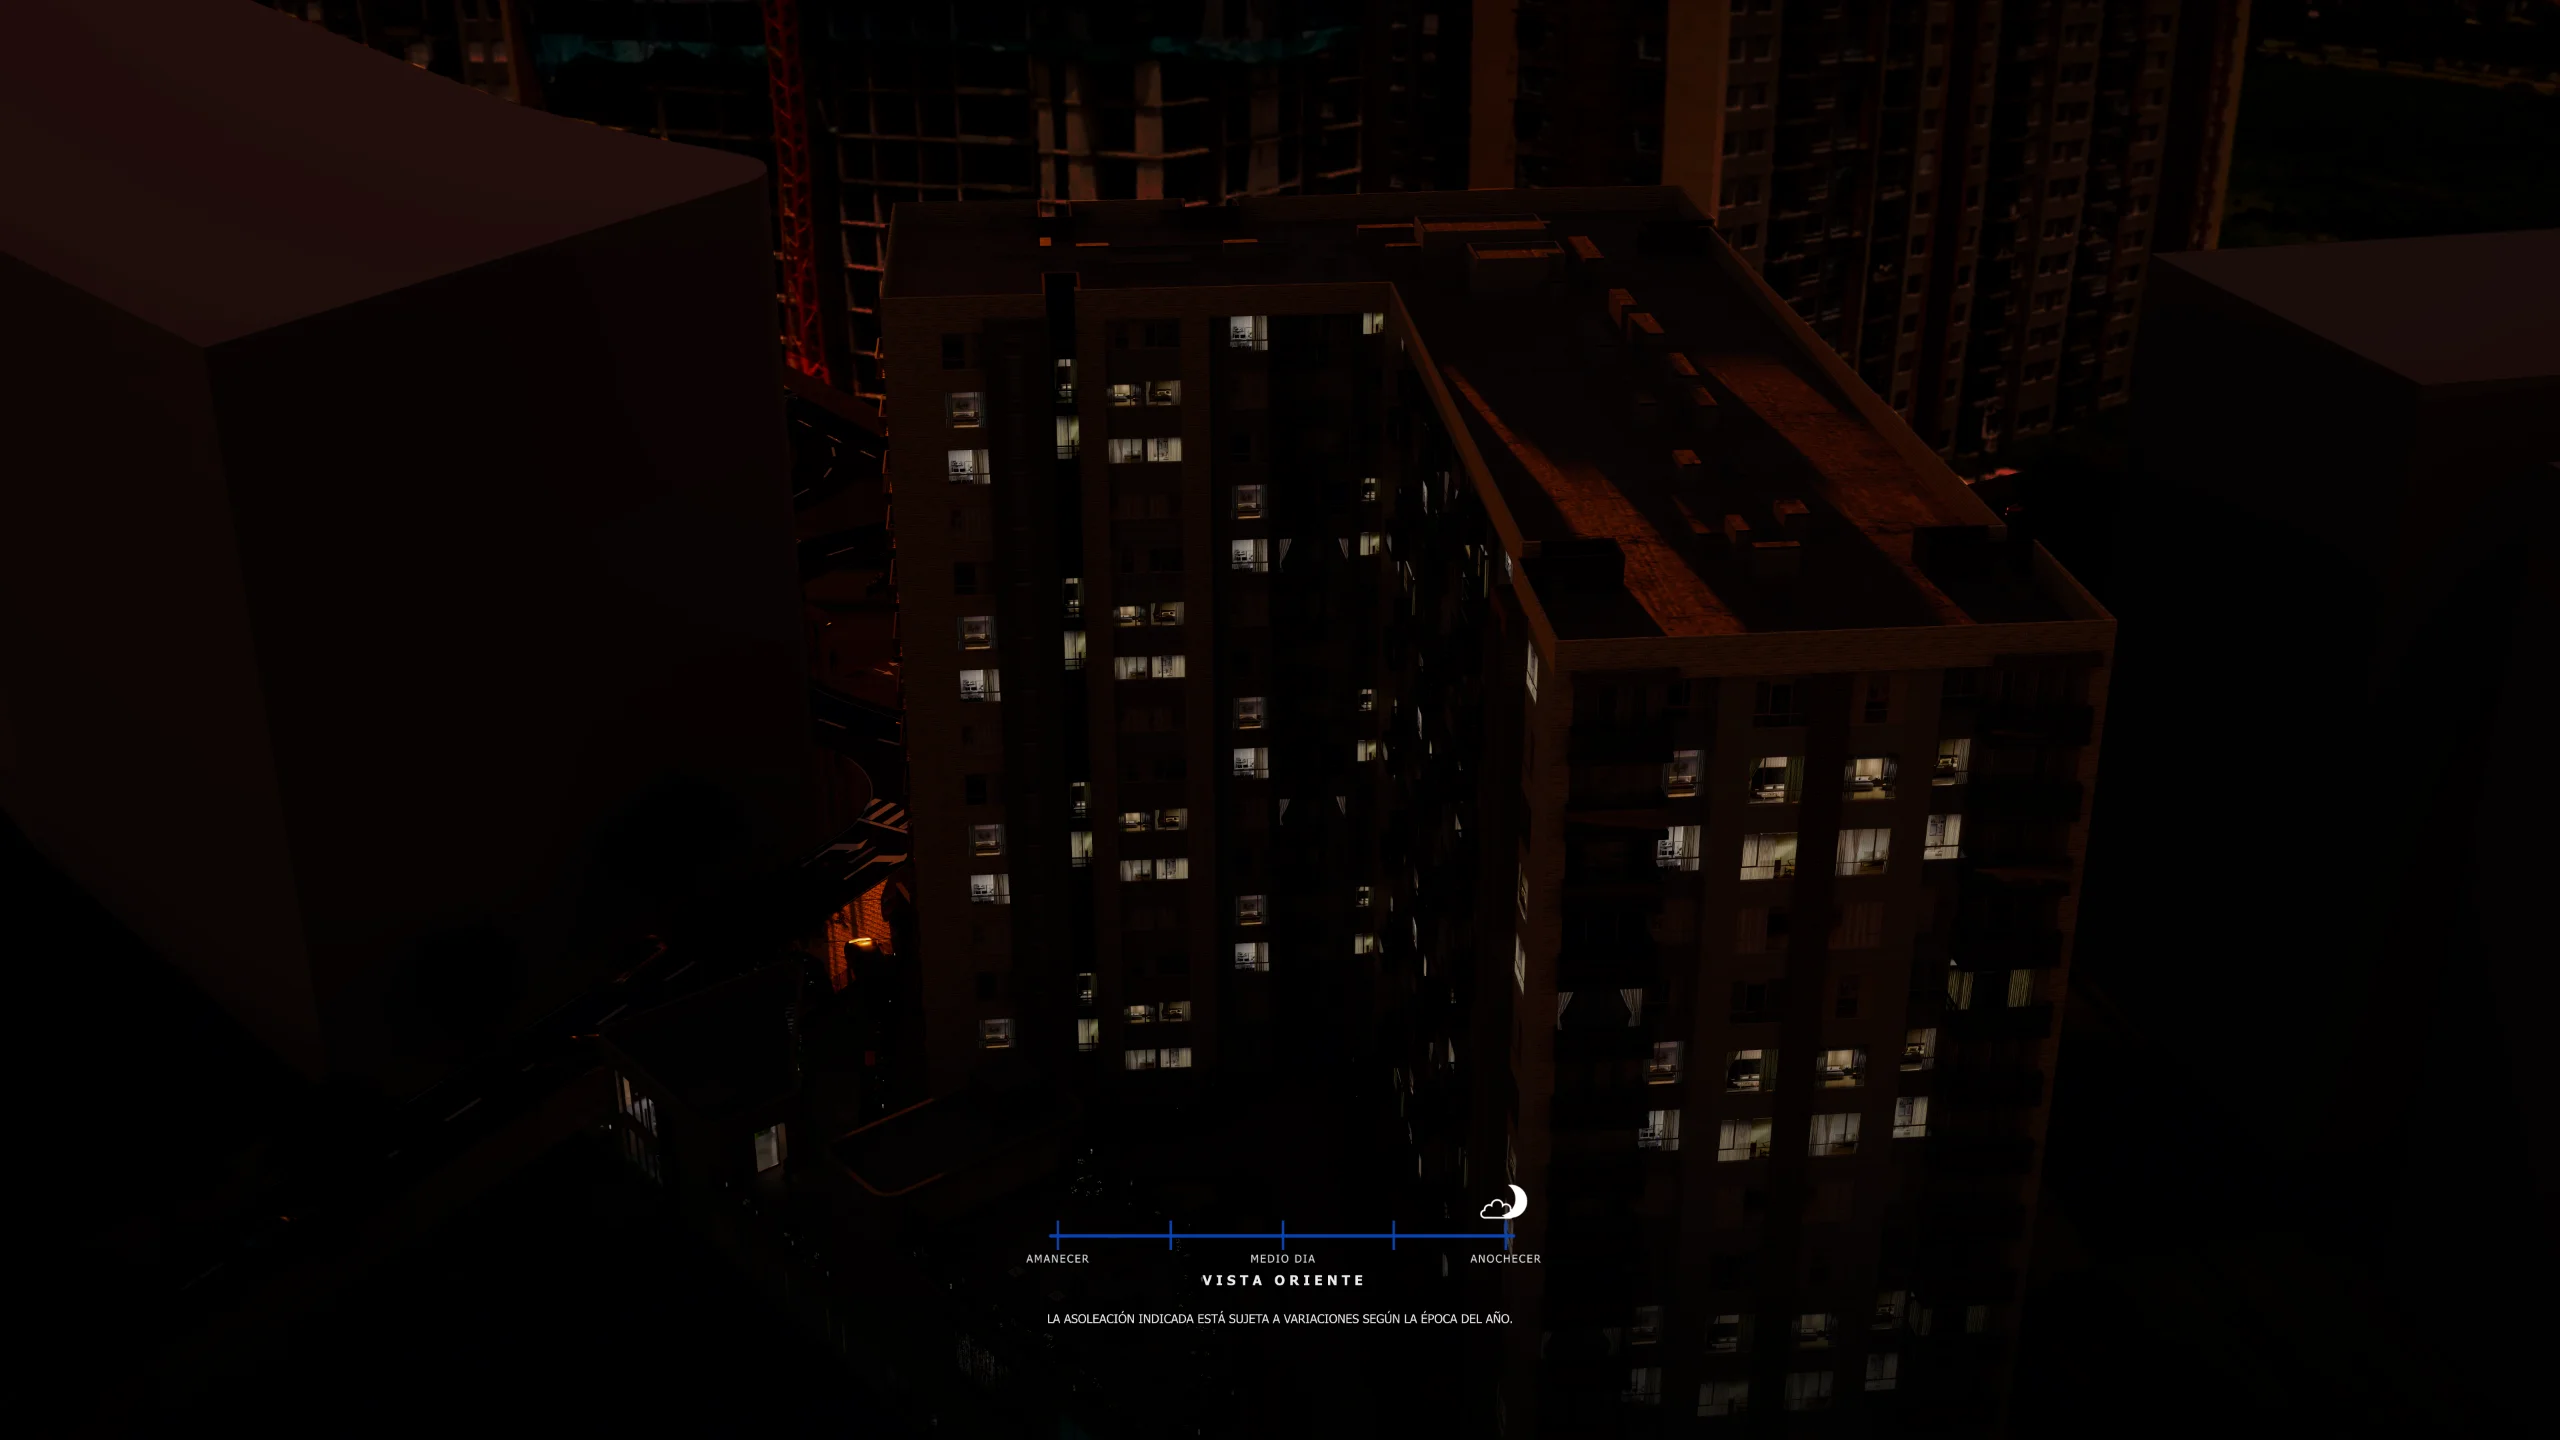 AMANECER MEDIO DIA ANOCHECER
VISTA ORIENTE
LA ASOLEACIÓN INDICADA ESTÁ SUJETA A VARIACIONES SEGÚN LA ÉPOCA DEL AÑO.